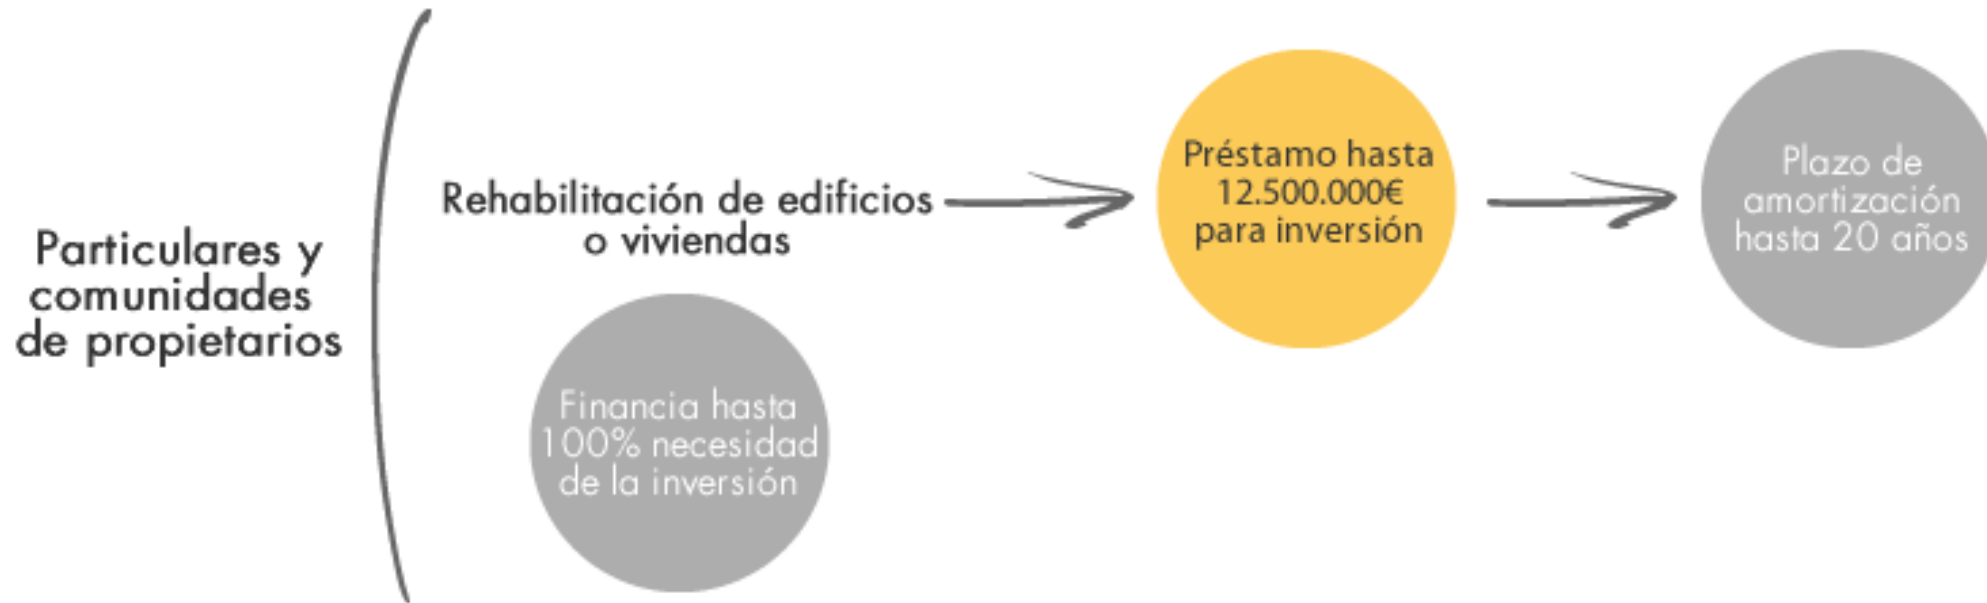 Particulares y
comunidades
de propietarios
Rehabilitación de edificios
o viviendas
Financia hasta
100% necesidad
de la inversión
Préstamo hasta
12.500.000€
para inversión
Plazo de
amortización
hasta 20 años